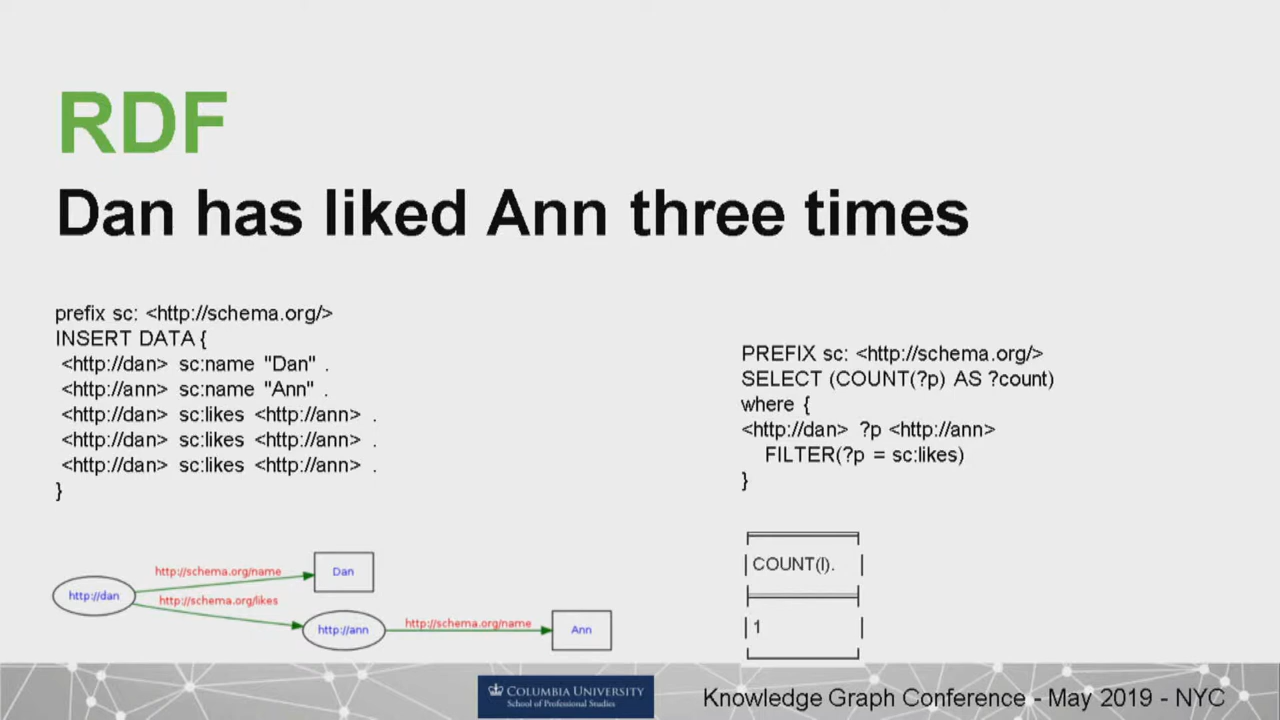 RDF
Dan has liked Ann three times
prefix sc: <http://schema.org/>
INSERT DATA {
<http://dan> sc:name "Dan" .
<http://ann> sc:name "Ann" .
<http://dan> sc:likes <http://ann> .
<http://dan> sc:likes <http://ann> .
<http://dan> sc:likes <http://ann> .
}
PREFIX sc: <http://schema.org/>
SELECT (COUNT(?p) AS ?count)
where {
<http://dan> ?p <http://ann>
FILTER(?p = sc:likes)
}
http://dan
http://schema.org/name
Dan
http://schema.org/likes
http://ann
http://schema.org/name
Ann
COUNT(l).
1
COLUMBIA UNIVERSITY
School of Professional Studies
Knowledge Graph Conference - May 2019 - NYC